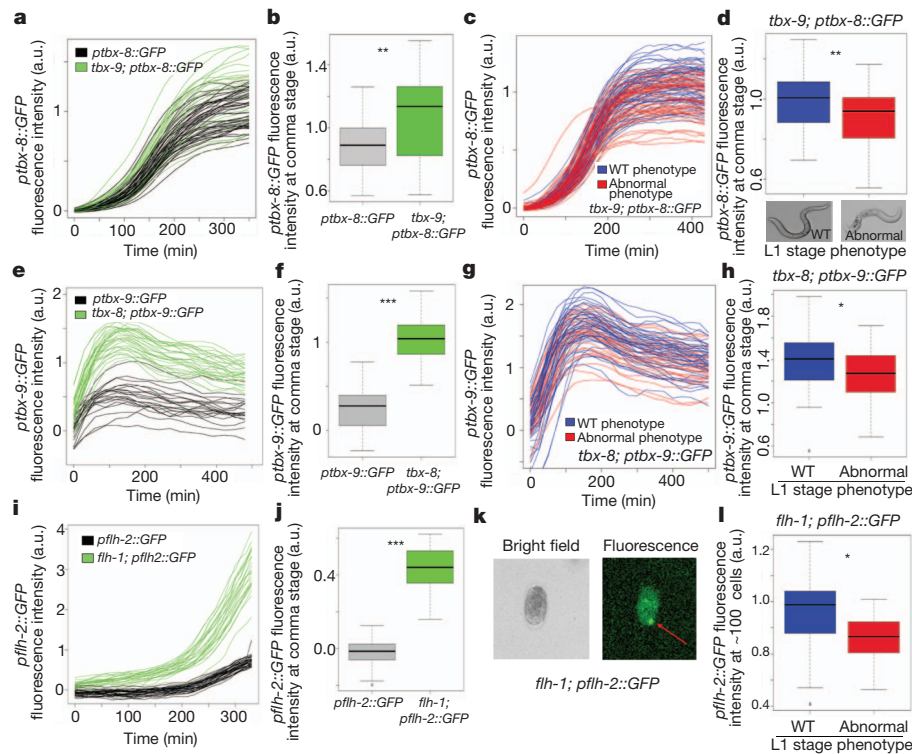 a
ptbx-8::GFP
fluorescence intensity (a.u.)
1
0
0
100
200
300
Time (min)
ptbx-8::GFP
tbx-9; ptbx-8::GFP
b
ptbx-8::GFP fluorescence
intensity at comma stage (a.u.)
1.4
1.0
0.6
**
ptbx-8::GFP
tbx-9;
ptbx-8::GFP
c
ptbx-8::GFP
fluorescence intensity (a.u.)
1
0
0
200
400
Time (min)
WT phenotype
Abnormal
phenotype
tbx-9; ptbx-8::GFP
d
tbx-9; ptbx-8::GFP
ptbx-8::GFP fluorescence
intensity at comma stage (a.u.)
1.0
0.6
**
WT
Abnormal
L1 stage phenotype
e
ptbx-9::GFP
fluorescence intensity (a.u.)
2
1
0
0
100
200
300
400
Time (min)
ptbx-9::GFP
tbx-8; ptbx-9::GFP
f
ptbx-9::GFP fluorescence
intensity at comma stage (a.u.)
1
0
***
ptbx-9::GFP
tbx-8;
ptbx-9::GFP
g
ptbx-9::GFP
fluorescence intensity (a.u.)
2
1
0
0
200
400
Time (min)
WT phenotype
Abnormal phenotype
tbx-8; ptbx-9::GFP
h
tbx-8; ptbx-9::GFP
ptbx-9::GFP fluorescence
intensity at comma stage (a.u.)
1.8
1.4
1.0
0.6
*
WT
Abnormal
L1 stage phenotype
i
pflh-2::GFP
fluorescence intensity (a.u.)
4
3
2
1
0
0
100
200
300
Time (min)
pflh-2::GFP
flh-1; pflh2::GFP
j
pflh-2::GFP fluorescence
intensity at comma stage (a.u.)
0.4
0.0
***
pflh-2::GFP
flh-1;
pflh-2::GFP
k
Bright field
Fluorescence
flh-1; pflh-2::GFP
l
flh-1; pflh-2::GFP
pflh-2::GFP fluorescence
intensity at ~100 cells (a.u.)
1.2
1.0
0.8
0.4
*
WT
Abnormal
L1 stage phenotype